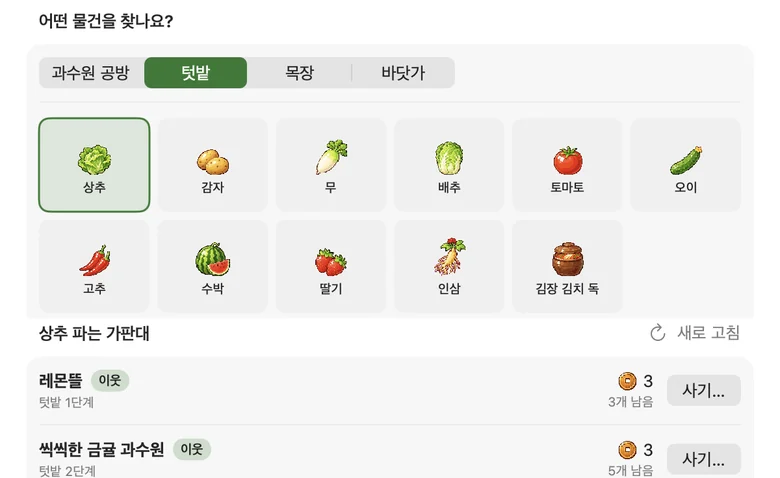 어떤 물건을 찾나요?
과수원 공방 텃밭 목장 바닷가
상추 감자 무 배추 토마토 오이
고추 수박 딸기 인삼 김장 김치 독
상추 파는 가판대 새로 고침
레몬뜰 이웃 3 사기...
텃밭 1단계 3개 남음
씩씩한 금귤 과수원 이웃 3 사기...
텃밭 2단계 5개 남음